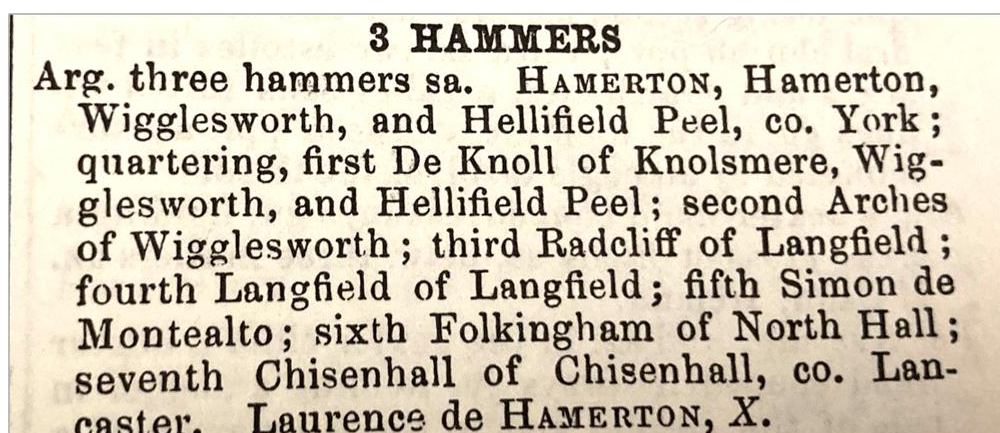 3 HAMMERS
Arg. three hammers sa. HAMERTON, Hamerton,
Wigglesworth, and Hellifield Peel, co. York;
quartering, first De Knoll of Knolsmere, Wig-
glesworth, and Hellifield Peel; second Arches
of Wigglesworth; third Radcliff of Langfield;
fourth Langfield of Langfield; fifth Simon de
Montealto; sixth Folkingham of North Hall;
seventh Chisenhall of Chisenhall, co. Lan-
caster. Laurence de HAMERTON, X.